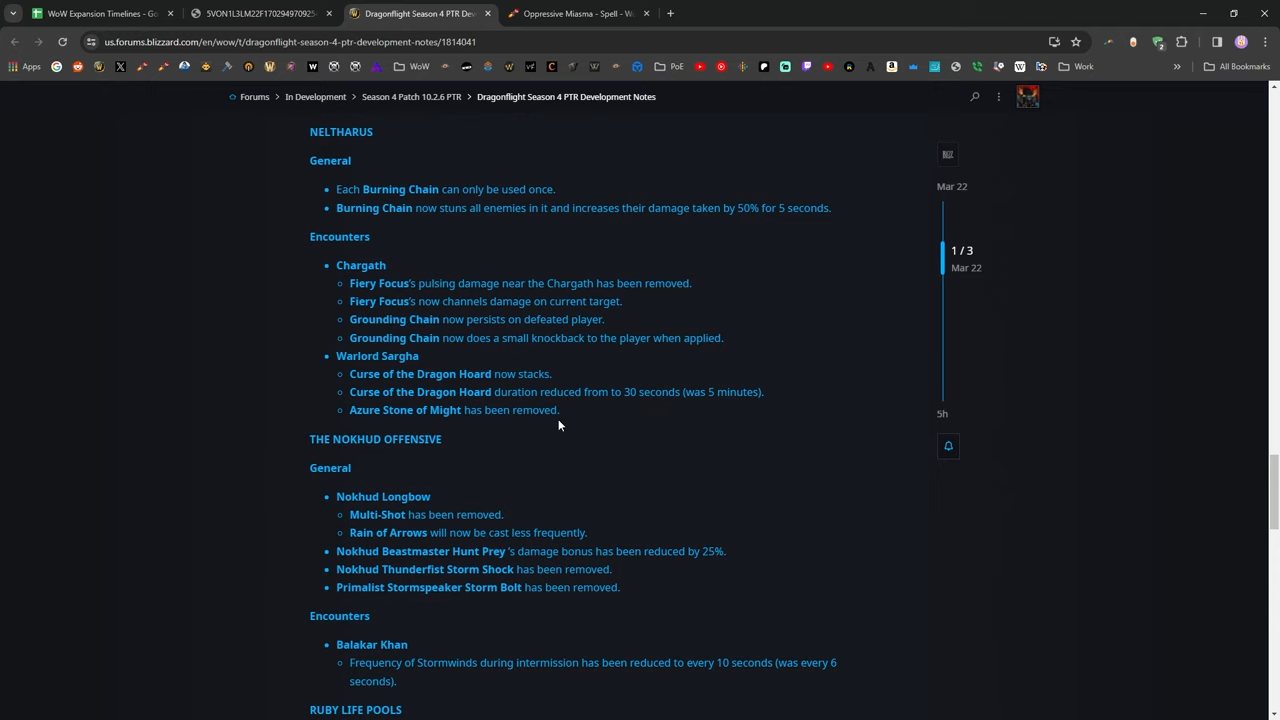 WoW Expansion Timelines - Go
5VON1L3LM22F170294970925
Dragonflight Season 4 PTR Dev
Oppressive Miasma - Spell - W
us.forums.blizzard.com/en/wow/t/dragonflight-season-4-ptr-development-notes/1814041
Apps
WoW
PoE
Work
All Bookmarks
Forums > In Development > Season 4 Patch 10.2.6 PTR > Dragonflight Season 4 PTR Development Notes
NELTHARUS
General
Each Burning Chain can only be used once.
Burning Chain now stuns all enemies in it and increases their damage taken by 50% for 5 seconds.
Encounters
Chargath
Fiery Focus's pulsing damage near the Chargath has been removed.
Fiery Focus's now channels damage on current target.
Grounding Chain now persists on defeated player.
Grounding Chain now does a small knockback to the player when applied.
Warlord Sargha
Curse of the Dragon Hoard now stacks.
Curse of the Dragon Hoard duration reduced from to 30 seconds (was 5 minutes).
Azure Stone of Might has been removed.
THE NOKHUD OFFENSIVE
General
Nokhud Longbow
Multi-Shot has been removed.
Rain of Arrows will now be cast less frequently.
Nokhud Beastmaster Hunt Prey 's damage bonus has been reduced by 25%.
Nokhud Thunderfist Storm Shock has been removed.
Primalist Stormspeaker Storm Bolt has been removed.
Encounters
Balakar Khan
Frequency of Stormwinds during intermission has been reduced to every 10 seconds (was every 6
seconds).
RUBY LIFE POOLS
Mar 22
1 / 3
Mar 22
5h